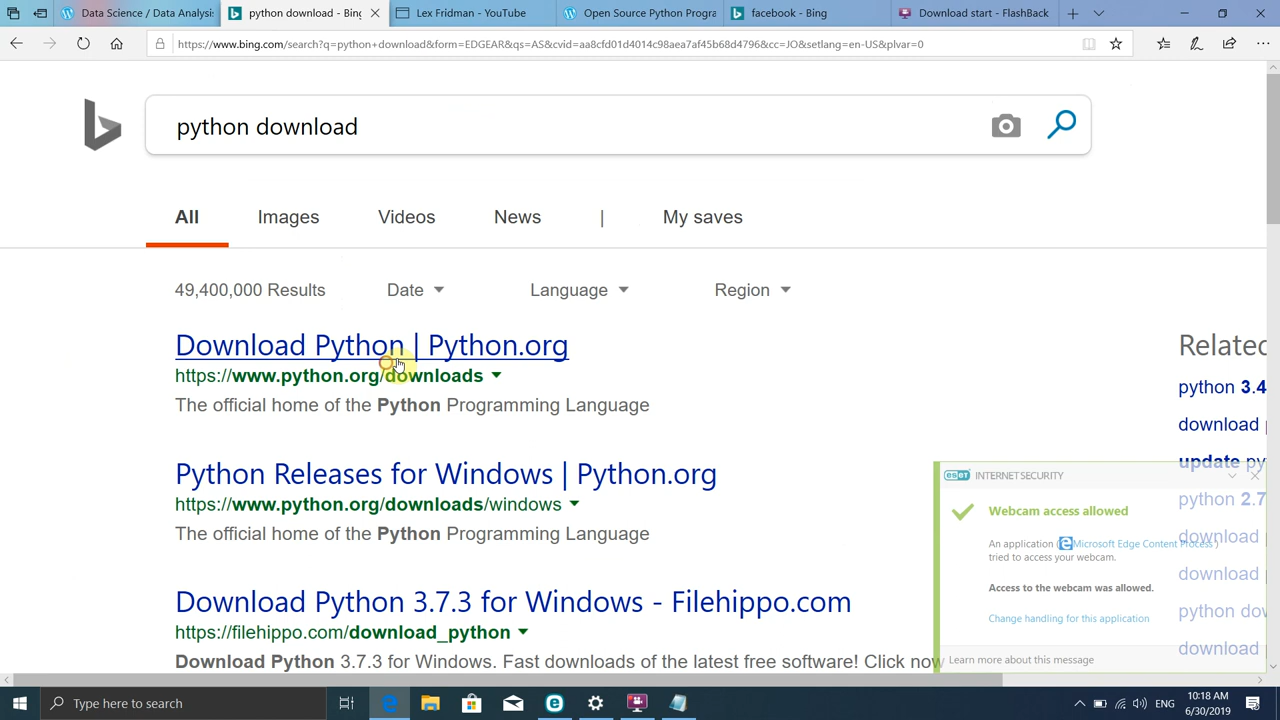 Data Science / Data Analysis
python download - Bing
Lex Fridman - YouTube
Open Source Python Progra
facebook - Bing
Download start - FlashBack
https://www.bing.com/search?q=python+download&form=EDGEAR&qs=AS&cvid=aa8cfd01d4014c98aea7af45b68d4796&cc=JO&setlang=en-US&plvar=0
python download
All Images Videos News | My saves
49,400,000 Results Date Language Region
Download Python | Python.org
https://www.python.org/downloads
The official home of the Python Programming Language
Python Releases for Windows | Python.org
https://www.python.org/downloads/windows
The official home of the Python Programming Language
Download Python 3.7.3 for Windows - Filehippo.com
https://filehippo.com/download_python
Download Python 3.7.3 for Windows. Fast downloads of the latest free software! Click now
Related
python 3.4
download
update py
python 2.7
download
download
python dow
download
eset INTERNET SECURITY
Webcam access allowed
An application (Microsoft Edge Content Process)
tried to access your webcam.
Access to the webcam was allowed.
Change handling for this application
Learn more about this message
Type here to search
ENG
10:18 AM
6/30/2019